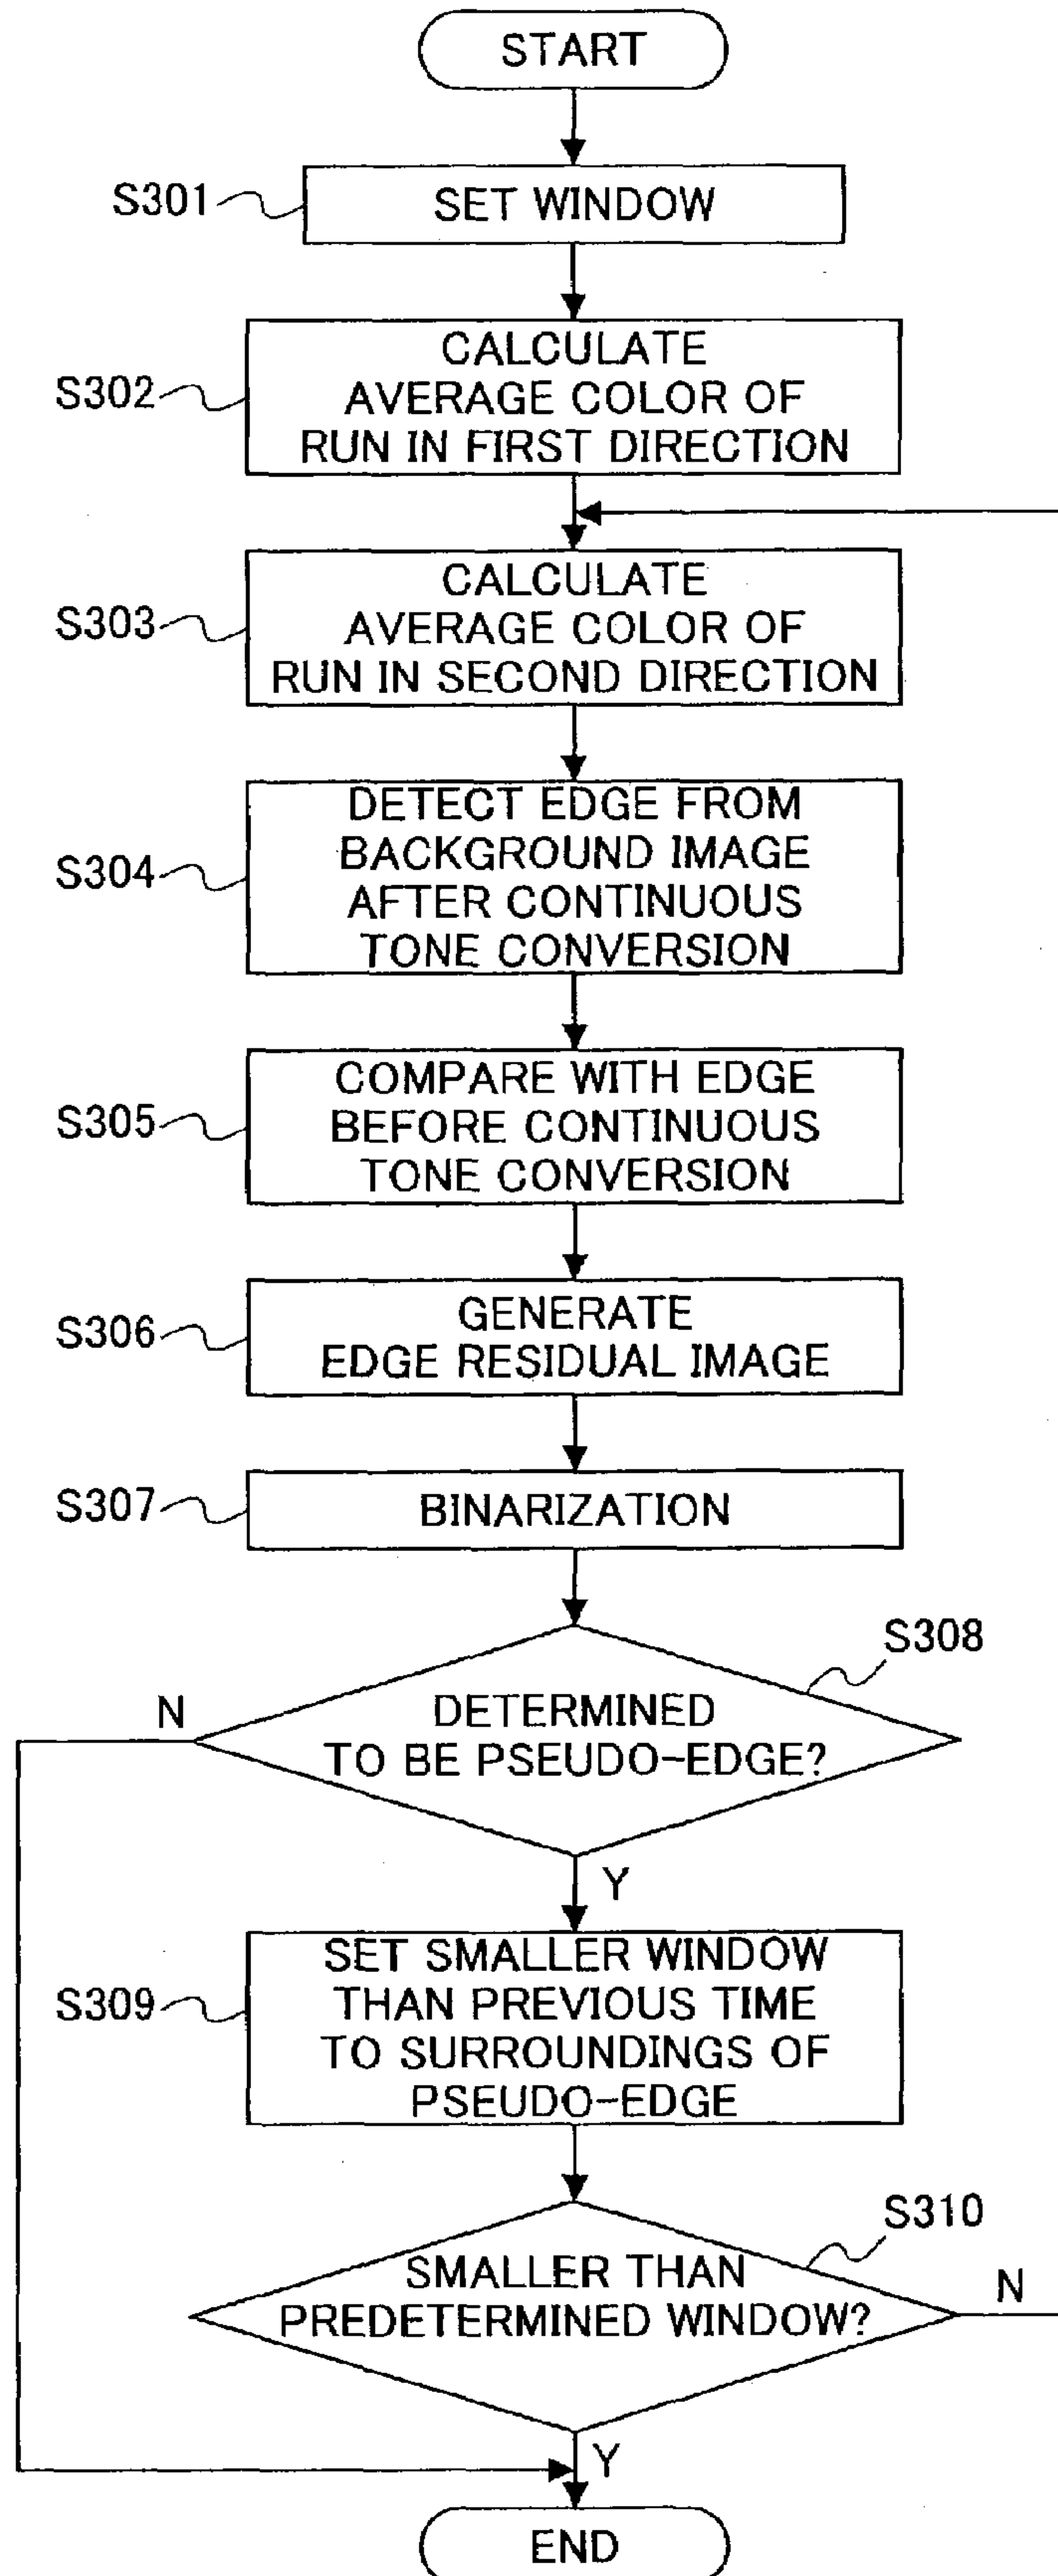 START
S301
SET WINDOW
S302
CALCULATE
AVERAGE COLOR OF
RUN IN FIRST DIRECTION
S303
CALCULATE
AVERAGE COLOR OF
RUN IN SECOND DIRECTION
S304
DETECT EDGE FROM
BACKGROUND IMAGE
AFTER CONTINUOUS
TONE CONVERSION
S305
COMPARE WITH EDGE
BEFORE CONTINUOUS
TONE CONVERSION
S306
GENERATE
EDGE RESIDUAL IMAGE
S307
BINARIZATION
S308
N
DETERMINED
TO BE PSEUDO-EDGE?
Y
S309
SET SMALLER WINDOW
THAN PREVIOUS TIME
TO SURROUNDINGS OF
PSEUDO-EDGE
S310
SMALLER THAN
PREDETERMINED WINDOW?
N
Y
END